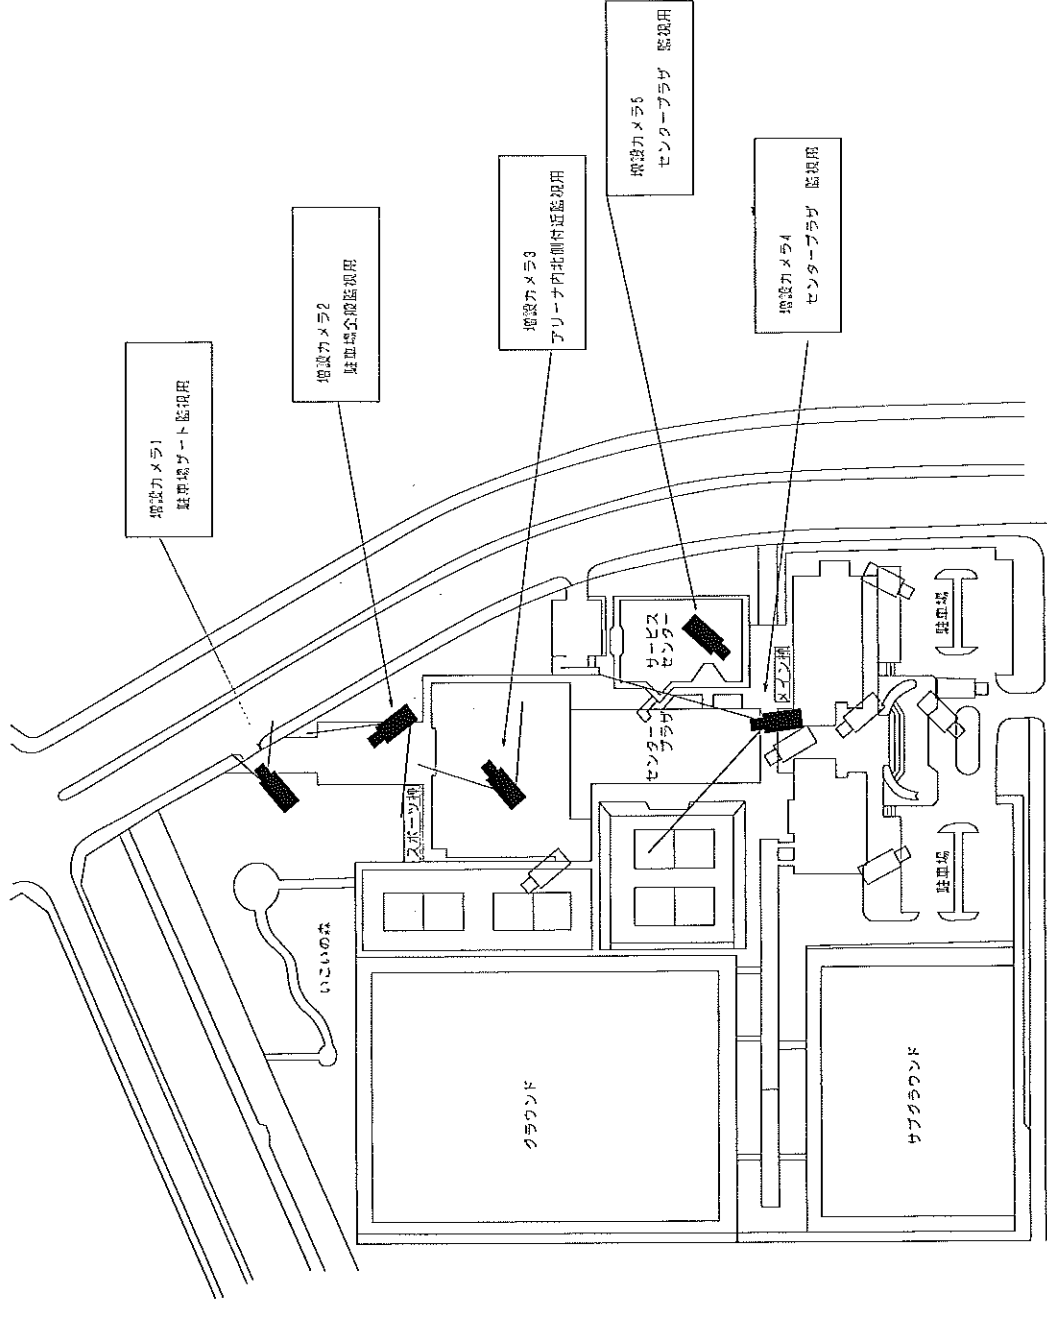 増設カメラ1
駐車場ゲート監視用
増設カメラ2
駐車場全般監視用
増設カメラ3
アリーナ内北側付近監視用
増設カメラ5
センタープラザ 監視用
増設カメラ4
センタープラザ 監視用
サービス
センター
センター
プラザ
メイン棟
スポーツ棟
駐車場
駐車場
いこいの森
グラウンド
サブグラウンド